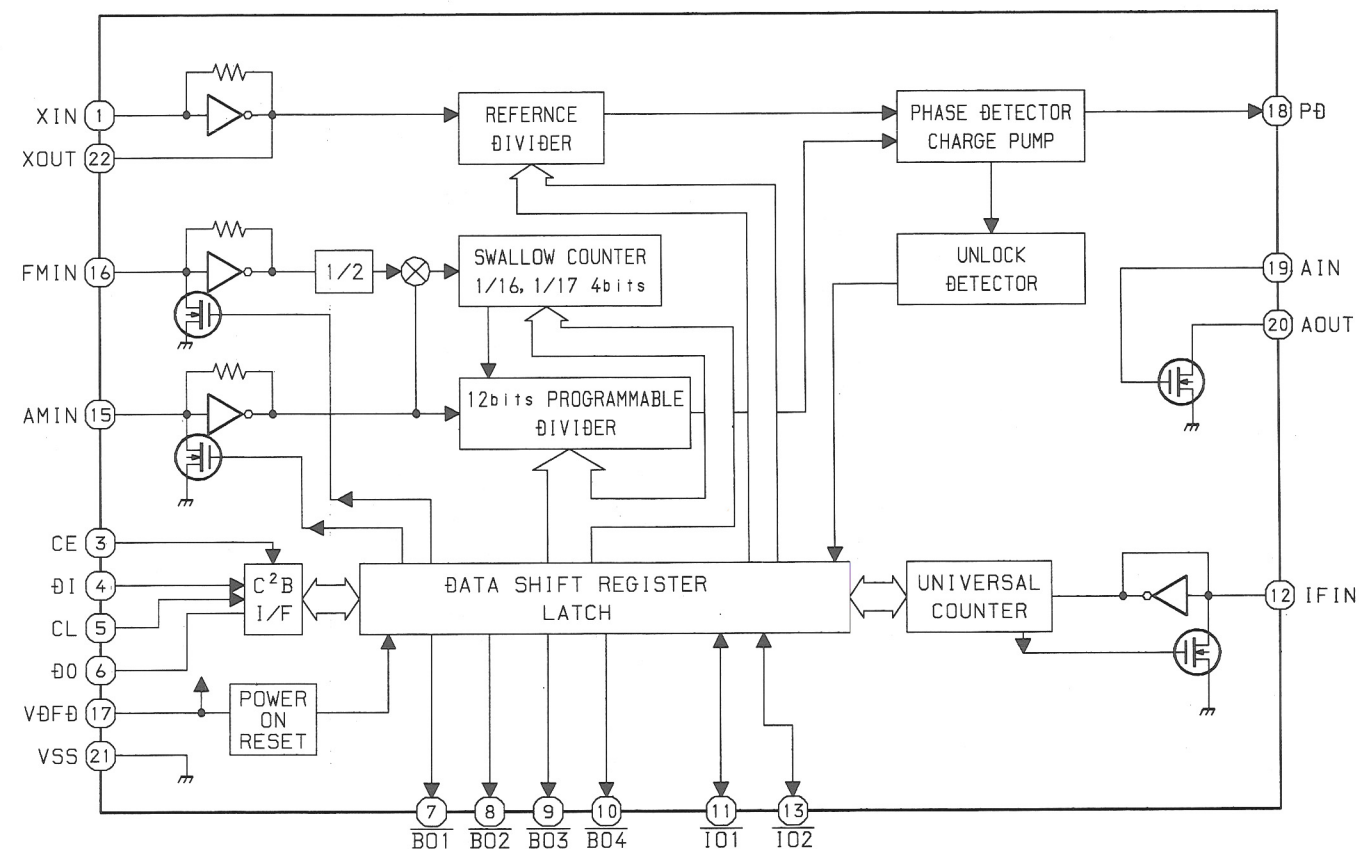 XIN 1
REFERNCE
DIVIDER
PHASE DETECTOR
CHARGE PUMP
18 PD
XOUT 22
FMIN 16
1/2
SWALLOW COUNTER
1/16, 1/17 4bits
UNLOCK
DETECTOR
19 AIN
20 AOUT
AMIN 15
12bits PROGRAMMABLE
DIVIDER
CE 3
DI 4
CL 5
DO 6
C²B
I/F
DATA SHIFT REGISTER
LATCH
UNIVERSAL
COUNTER
12 IFIN
VDFD 17
POWER
ON
RESET
VSS 21
7 8 9 10 11 13
BO1 BO2 BO3 BO4 IO1 IO2